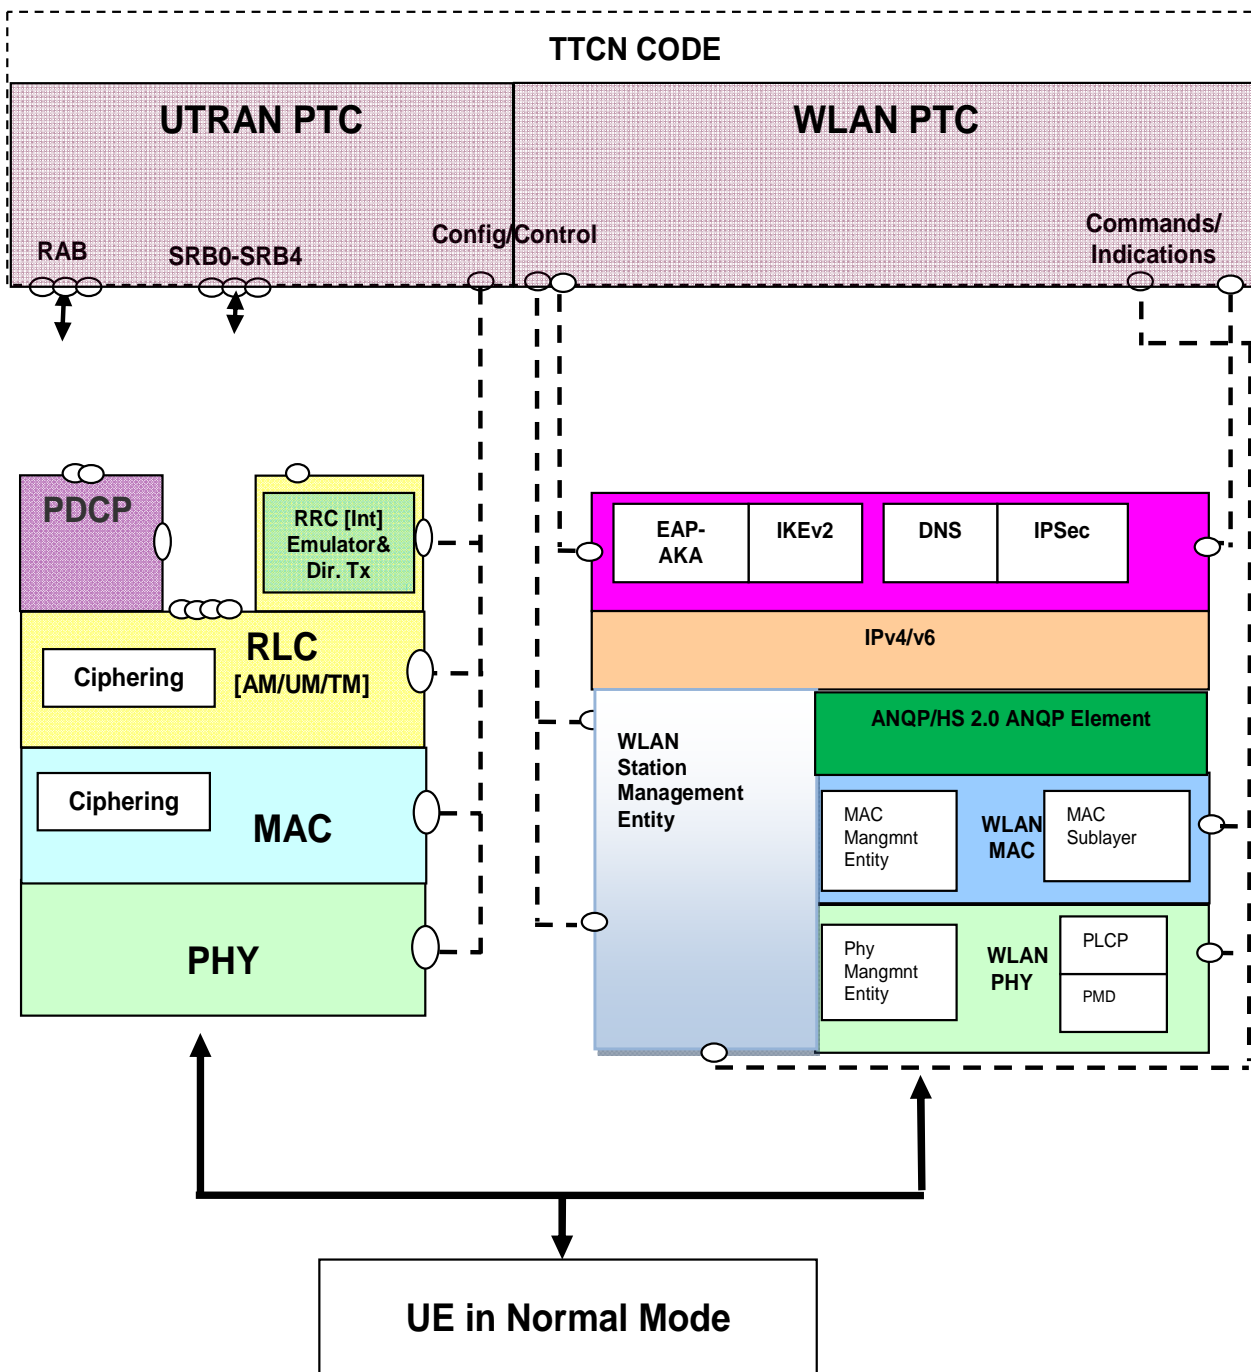 TTCN CODE
UTRAN PTC
WLAN PTC
RAB
SRB0-SRB4
Config/Control
Commands/
Indications
PDCP
RRC [Int]
Emulator&
Dir. Tx
RLC
[AM/UM/TM]
Ciphering
Ciphering
MAC
PHY
EAP-
AKA
IKEv2
DNS
IPSec
IPv4/v6
WLAN
Station
Management
Entity
ANQP/HS 2.0 ANQP Element
MAC
Mangmnt
Entity
WLAN
MAC
MAC
Sublayer
Phy
Mangmnt
Entity
WLAN
PHY
PLCP
PMD
UE in Normal Mode